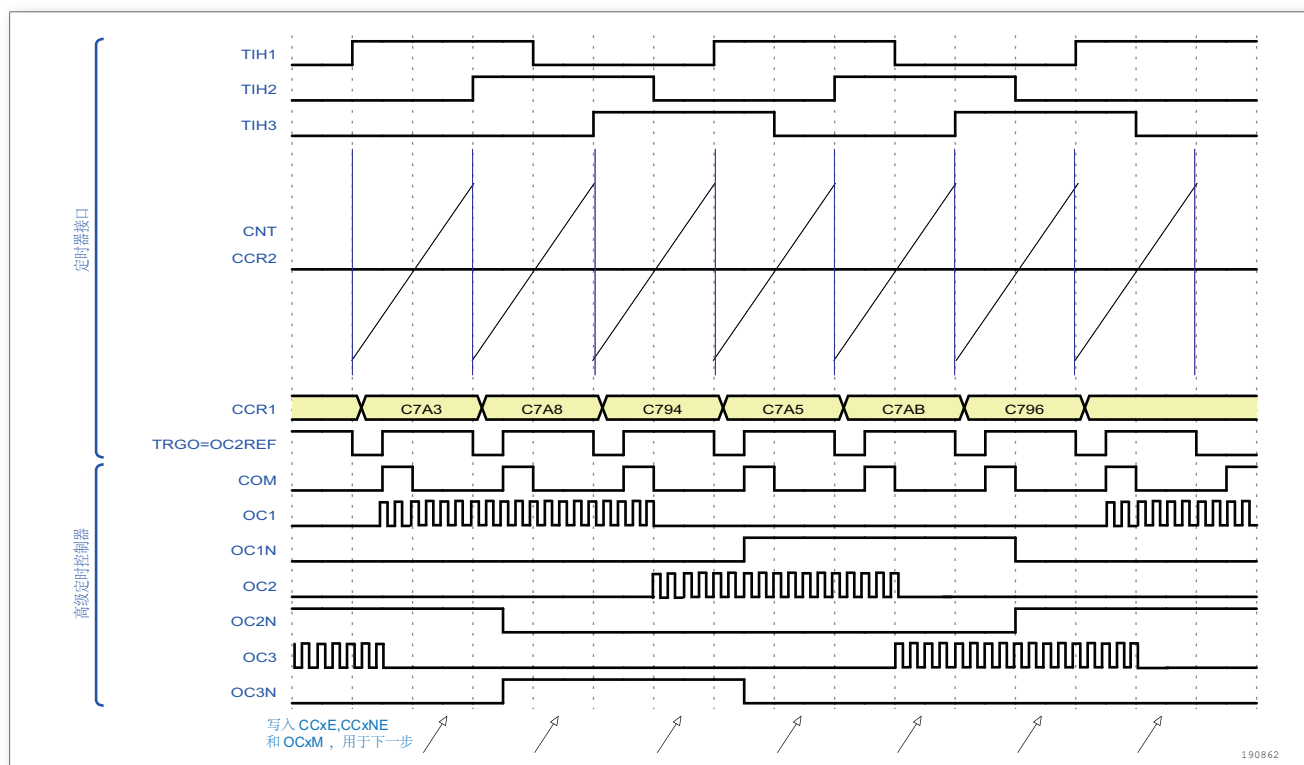 TIH1
TIH2
TIH3
定时器接口
CNT
CCR2
CCR1
C7A3 C7A8 C794 C7A5 C7AB C796
TRGO=OC2REF
高级定时控制器
COM
OC1
OC1N
OC2
OC2N
OC3
OC3N
写入 CCxE,CCxNE
和 OCxM ，用于下一步
190862